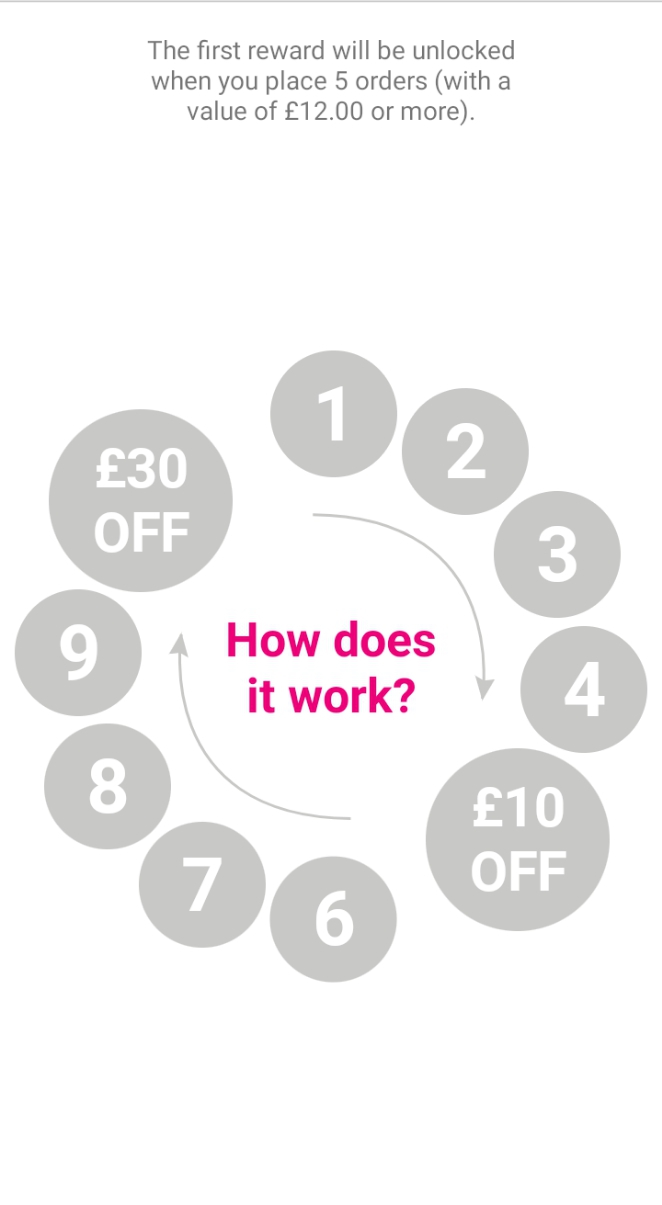 The first reward will be unlocked
when you place 5 orders (with a
value of £12.00 or more).
1
2
3
4
£10
OFF
6
7
8
9
£30
OFF
How does
it work?